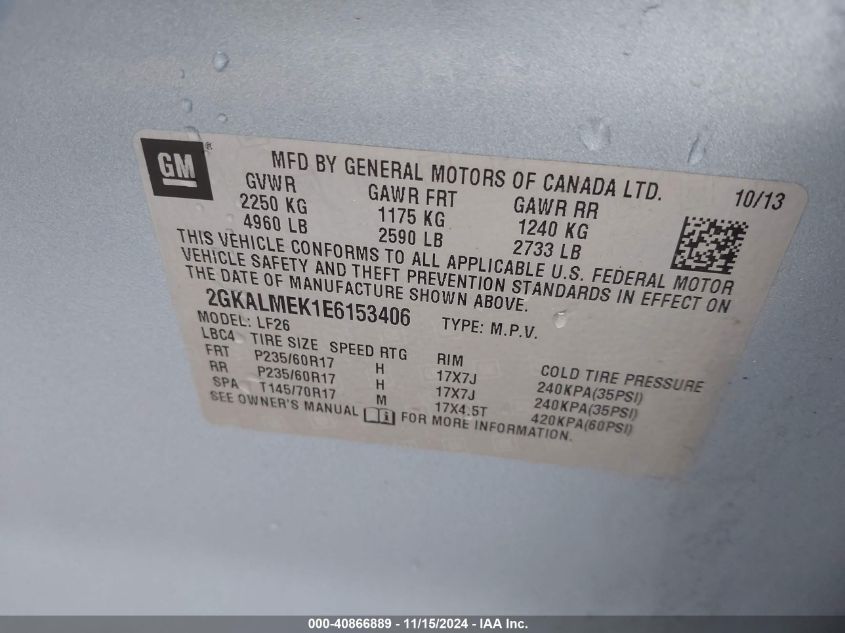 GM®
MFD BY GENERAL MOTORS OF CANADA LTD.
10/13
GVWR GAWR FRT GAWR RR
2250 KG 1175 KG 1240 KG
4960 LB 2590 LB 2733 LB
THIS VEHICLE CONFORMS TO ALL APPLICABLE U.S. FEDERAL MOTOR
VEHICLE SAFETY AND THEFT PREVENTION STANDARDS IN EFFECT ON
THE DATE OF MANUFACTURE SHOWN ABOVE.
2GKALMEK1E6153406 TYPE: M.P.V.
MODEL: LF26
LBC4 TIRE SIZE SPEED RTG RIM COLD TIRE PRESSURE
FRT P235/60R17 H 17X7J 240KPA(35PSI)
RR P235/60R17 H 17X7J 240KPA(35PSI)
SPA T145/70R17 M 17X4.5T 420KPA(60PSI)
SEE OWNER'S MANUAL FOR MORE INFORMATION.
000-40866889 - 11/15/2024 - IAA Inc.